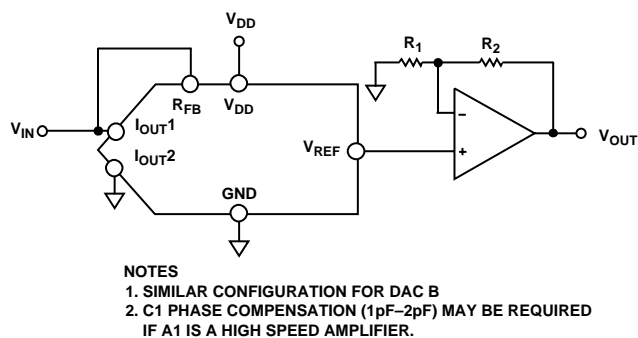 VDD
R1
R2
RFB
VDD
VIN
IOUT1
IOUT2
VREF
VOUT
GND
NOTES
1. SIMILAR CONFIGURATION FOR DAC B
2. C1 PHASE COMPENSATION (1pF–2pF) MAY BE REQUIRED
IF A1 IS A HIGH SPEED AMPLIFIER.